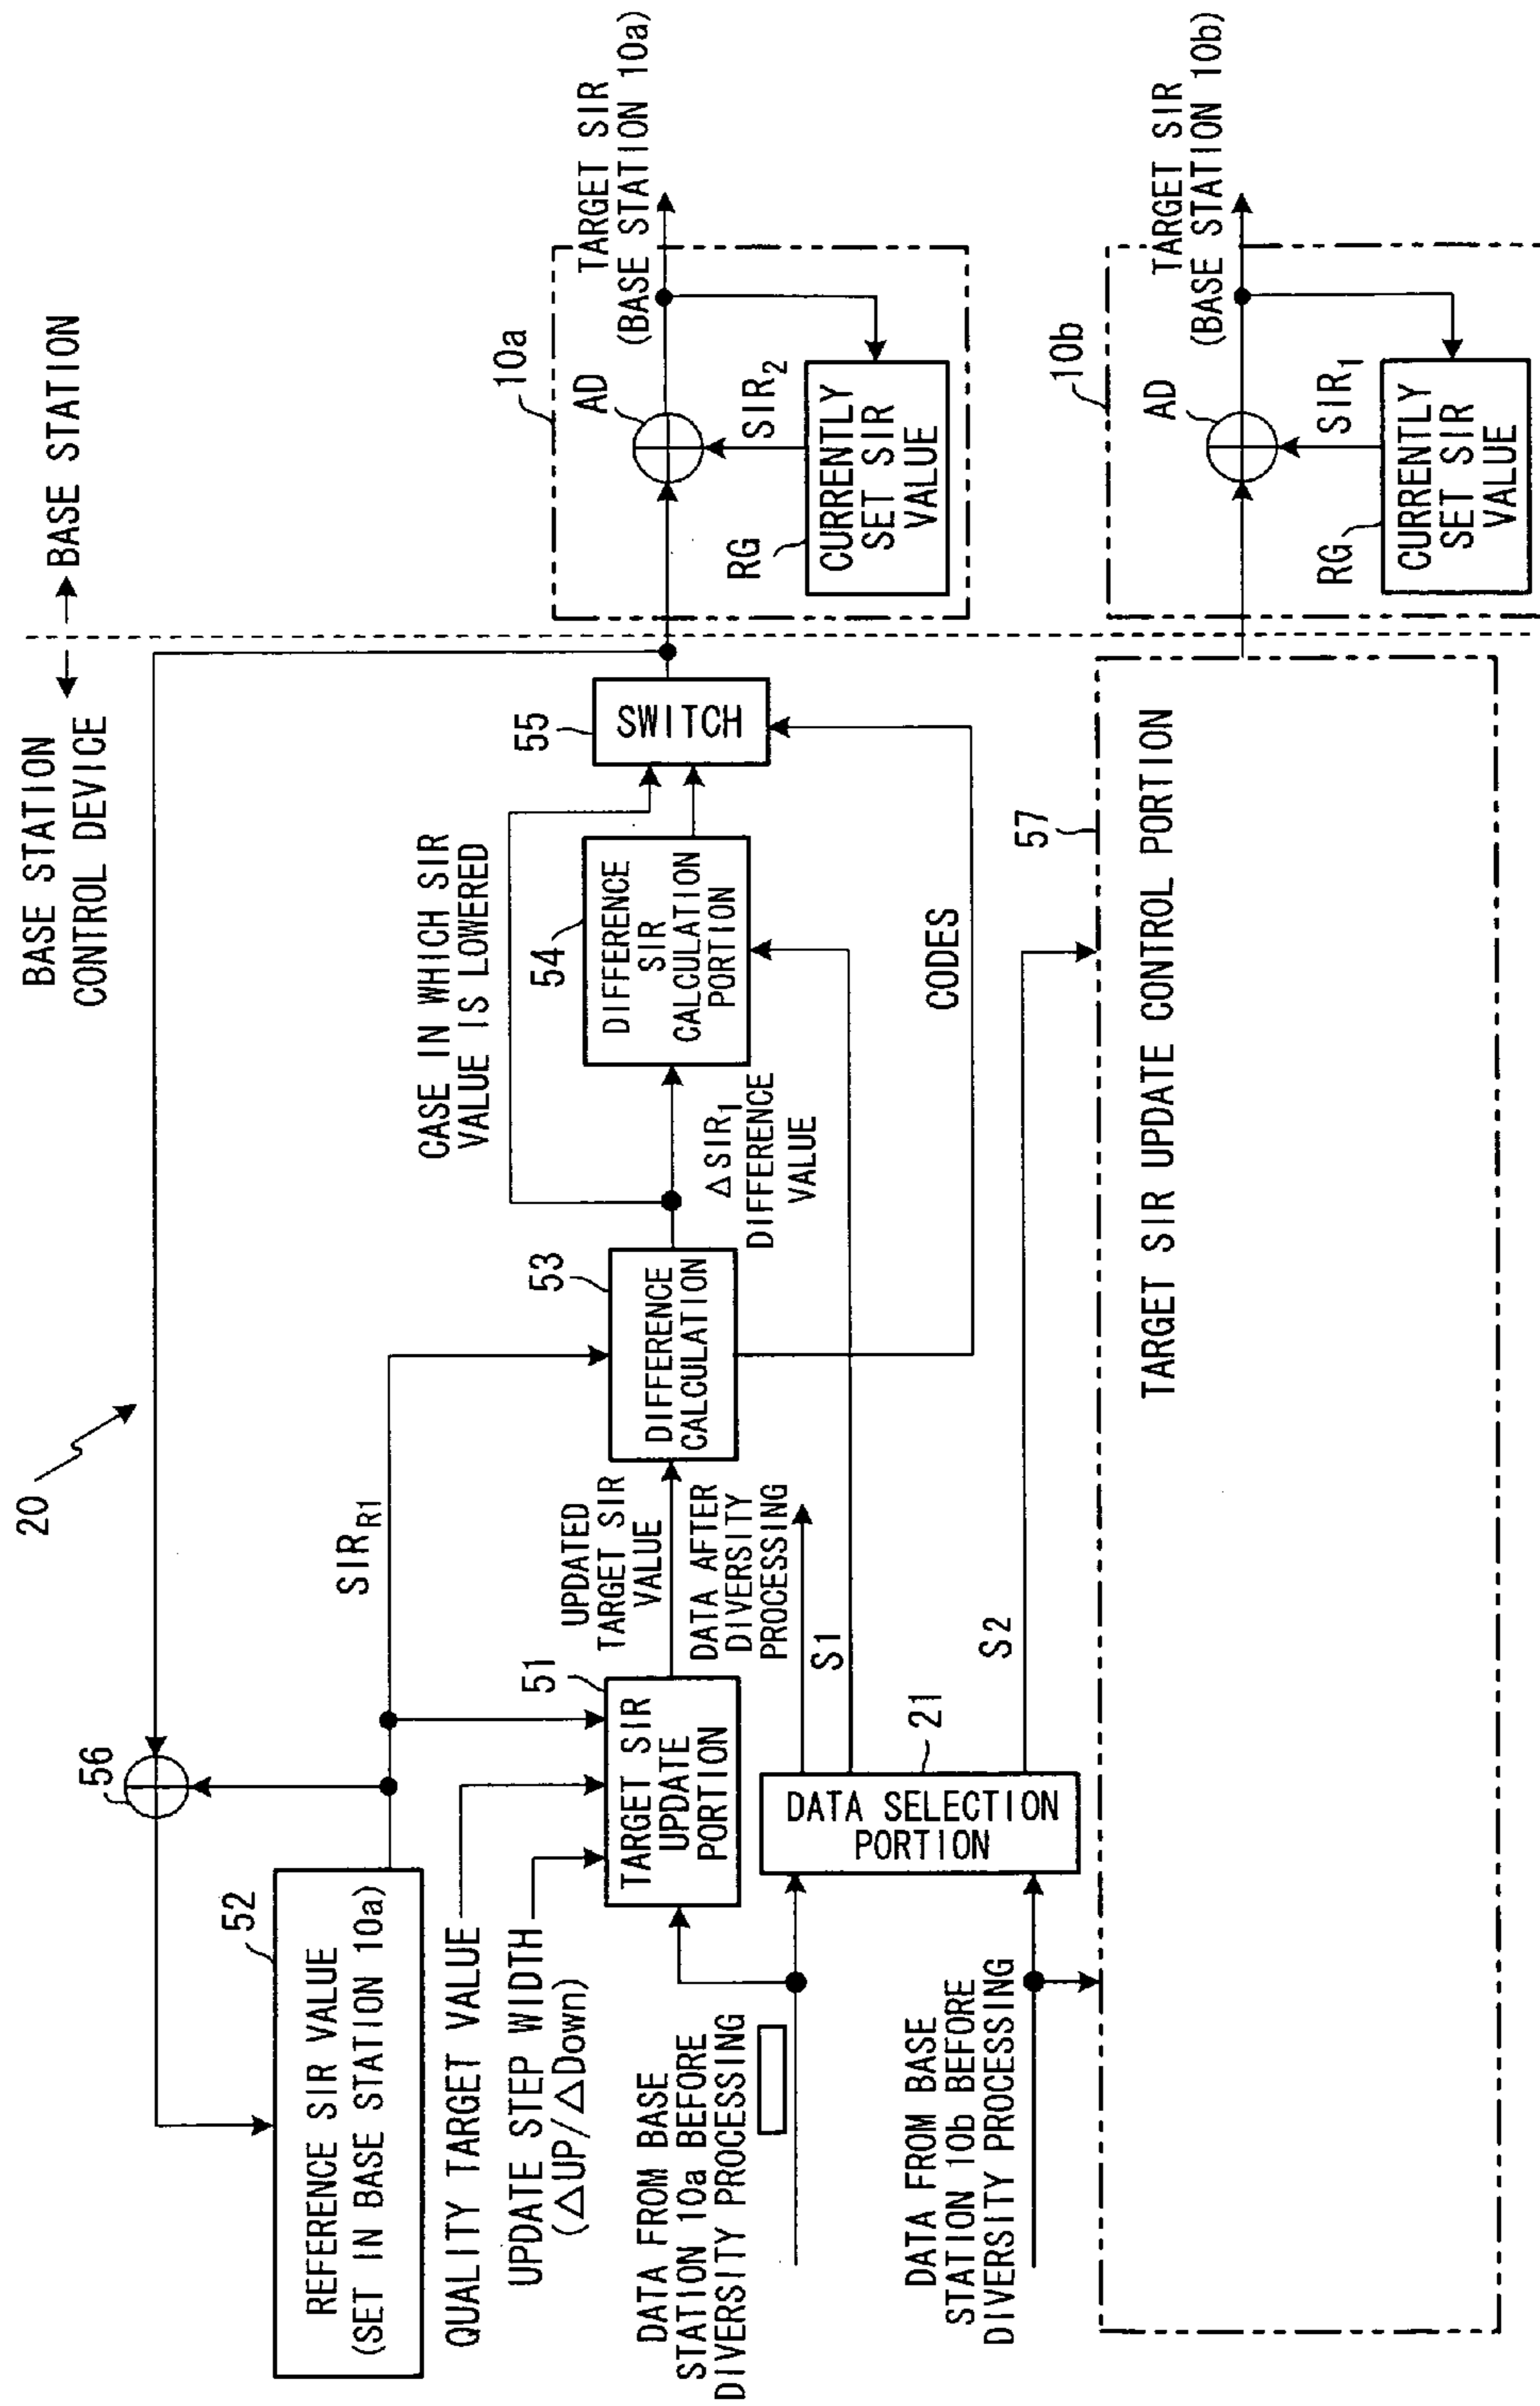 BASE STATION
CONTROL DEVICE
BASE STATION
20
56
52
REFERENCE SIR VALUE
(SET IN BASE STATION 10a)
SIR_R1
QUALITY TARGET VALUE
UPDATE STEP WIDTH
(△UP/△Down)
51
TARGET SIR
UPDATE
PORTION
UPDATED
TARGET SIR
VALUE
53
DIFFERENCE
CALCULATION
CASE IN WHICH SIR
VALUE IS LOWERED
△SIR₁
DIFFERENCE
VALUE
54
DIFFERENCE
SIR
CALCULATION
PORTION
55
SWITCH
10a
AD
SIR₂
RG
CURRENTLY
SET SIR
VALUE
TARGET SIR
(BASE STATION 10a)
DATA FROM BASE
STATION 10a BEFORE
DIVERSITY PROCESSING
DATA AFTER
DIVERSITY
PROCESSING
21
DATA SELECTION
PORTION
S1
S2
CODES
DATA FROM BASE
STATION 10b BEFORE
DIVERSITY PROCESSING
57
TARGET SIR UPDATE CONTROL PORTION
10b
AD
SIR₁
RG
CURRENTLY
SET SIR
VALUE
TARGET SIR
(BASE STATION 10b)